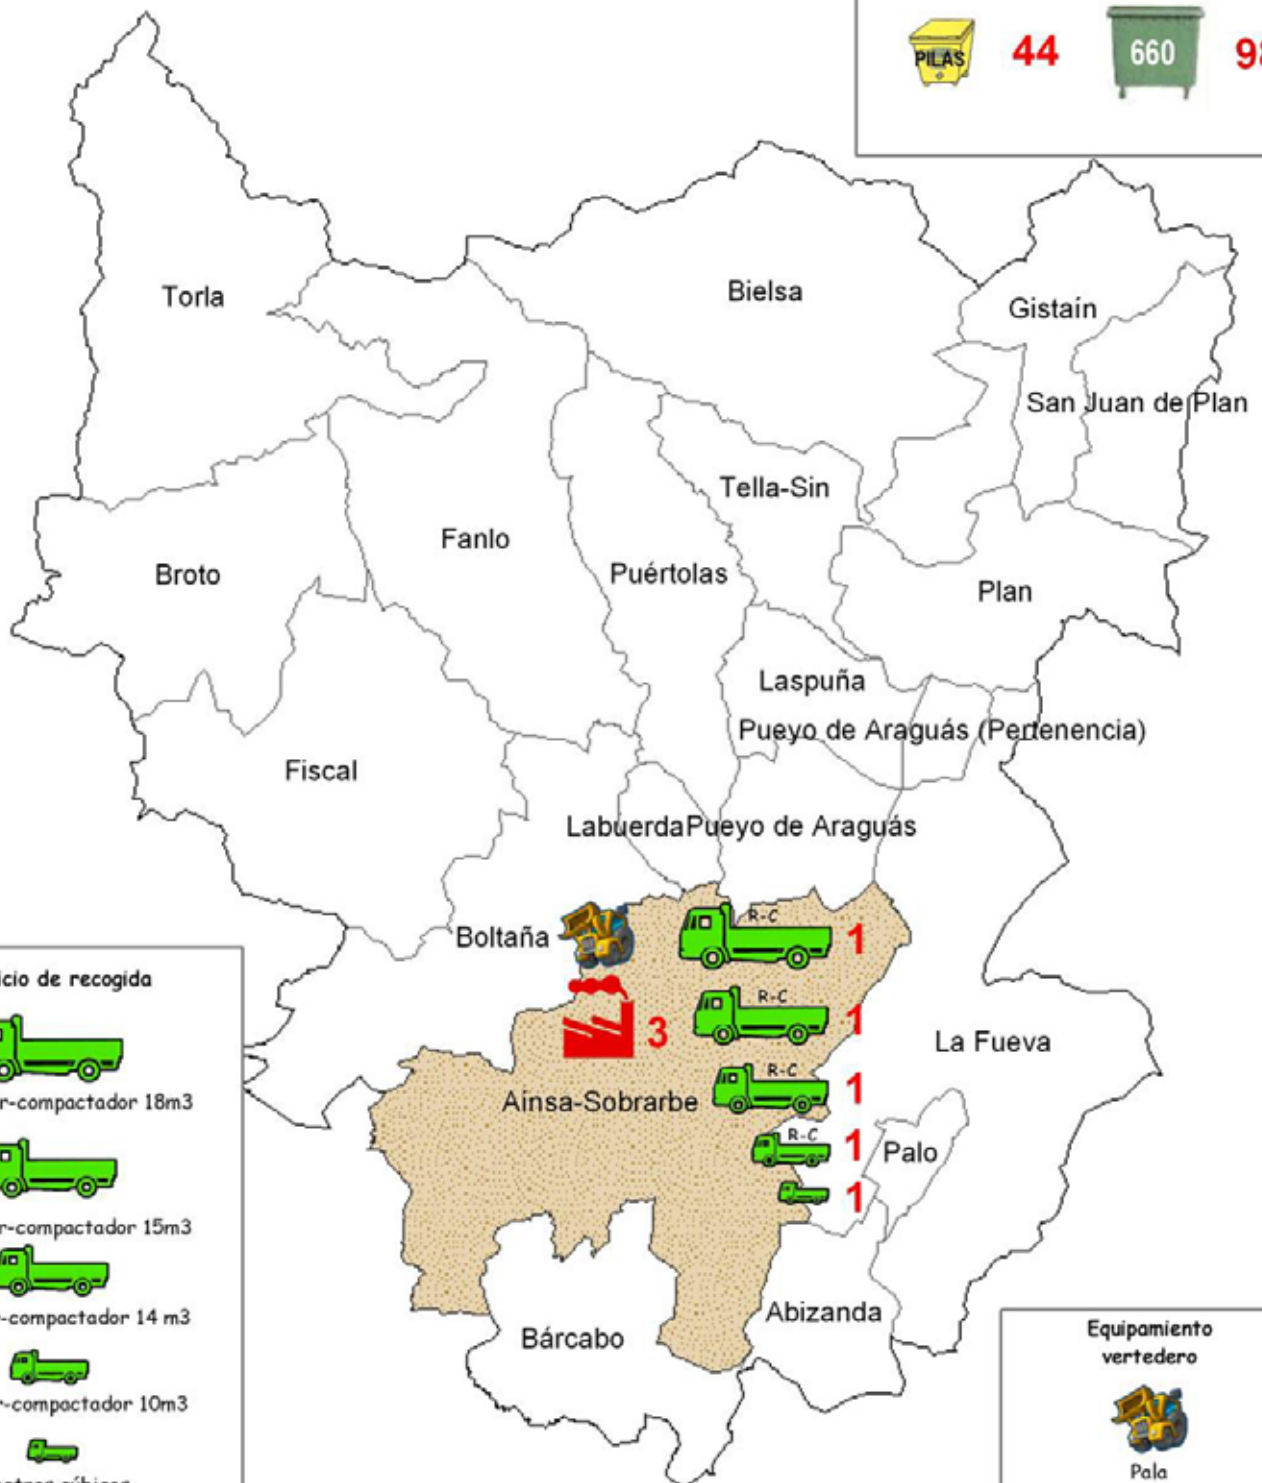 PILAS 44 660
Torla
Bielsa
Gistaín
San Juan de Plan
Tella-Sin
Fanlo
Broto
Puértolas
Plan
Laspuña
Pueyo de Araguás (Pertenencia)
Fiscal
Labuerda
Pueyo de Araguás
Boltaña
R-C 1
R-C 1
3
La Fueva
R-C 1
Aínsa-Sobrarbe
R-C 1
Palo
1
Abizanda
Bárcabo
de recogida
-compactador 18m3
-compactador 15m3
-compactador 14 m3
-compactador 10m3
Equipamiento
vertedero
Pala